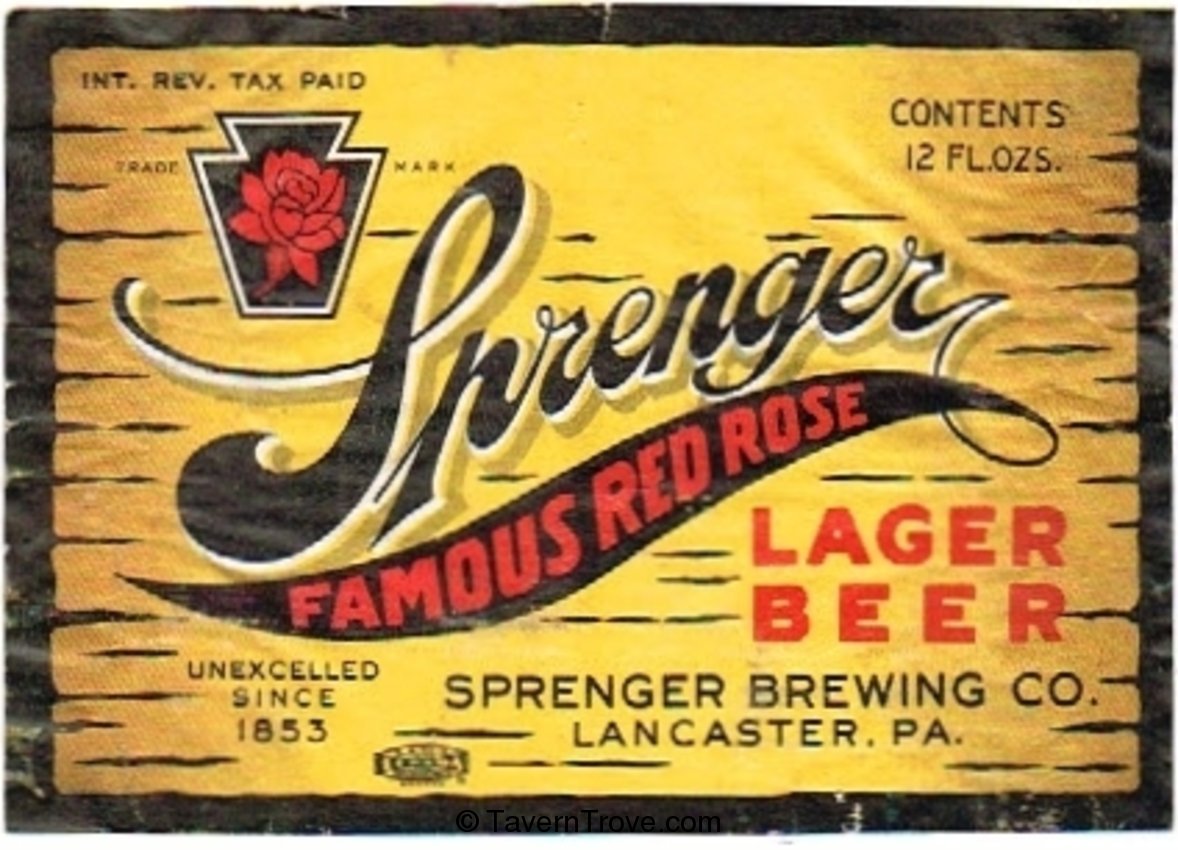 INT. REV. TAX PAID
CONTENTS
12 FL.OZS.
TRADE MARK
Sprenger
FAMOUS RED ROSE
LAGER
BEER
UNEXCELLED
SINCE
1853
SPRENGER BREWING CO.
LANCASTER, PA.
© TavernTrove.com